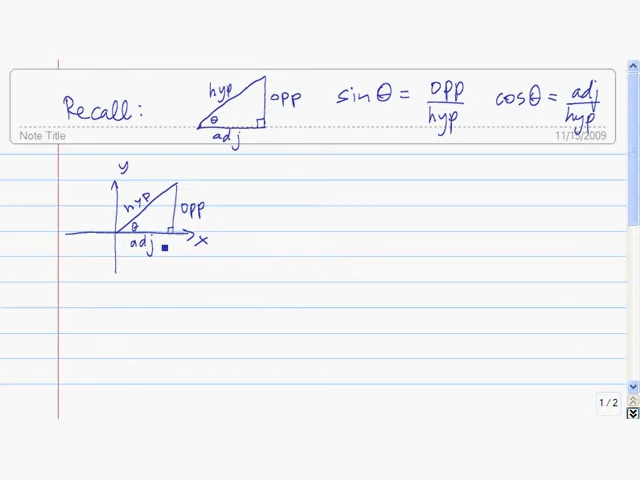 Recall: hyp opp θ adj sin θ = opp/hyp cos θ = adj/hyp
Note Title 11/15/2009
y
hyp
opp
θ
adj x
1 / 2